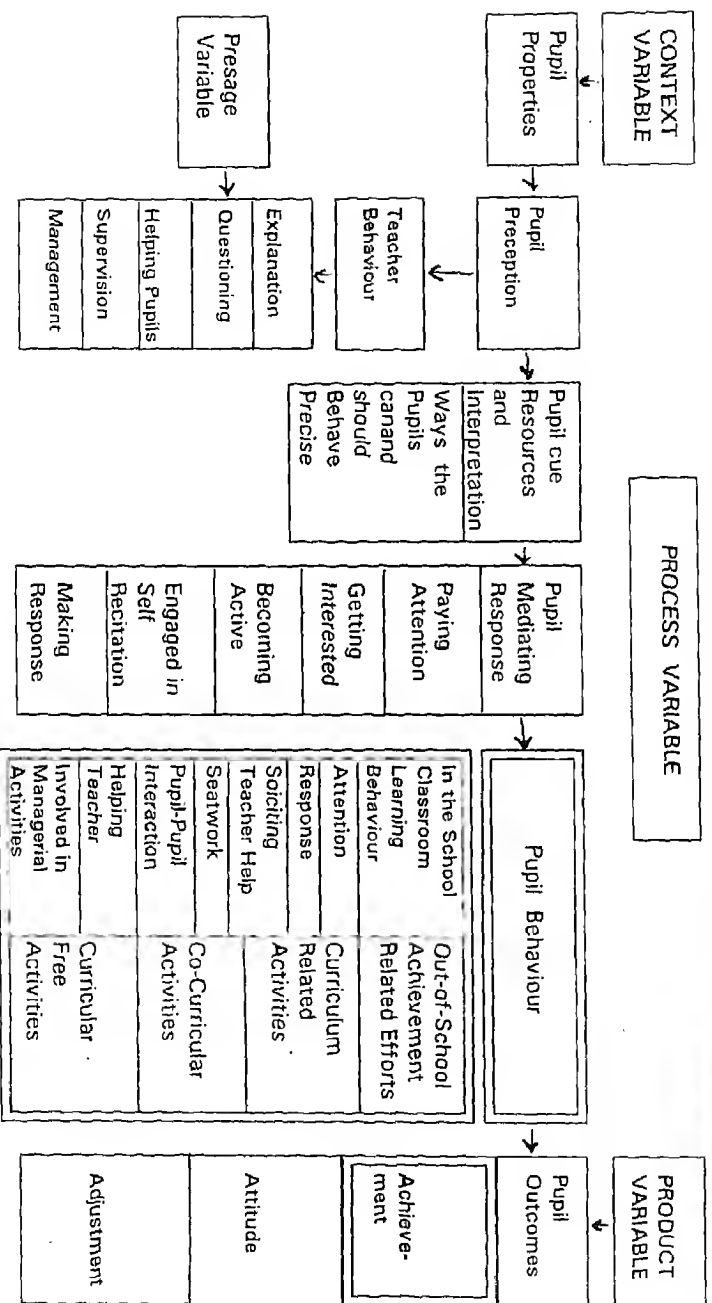 CONTEXT
VARIABLE
PROCESS VARIABLE
PRODUCT
VARIABLE
Pupil
Properties
Pupil
Preception
Pupil cue
Resources
and
Interpretation
Ways the
Pupils
canand
should
Behave
Precise
Pupil
Mediating
Response
Paying
Attention
Getting
Interested
Becoming
Active
Engaged in
Self
Recitation
Making
Response
Pupil Behaviour
Pupil
Outcomes
Achieve-
ment
Attitude
Adjustment
Teacher
Behaviour
Presage
Variable
Explanation
Questioning
Helping Pupils
Supervision
Management
In the School
Classroom
Learning
Behaviour
Attention
Response
Soiciting
Teacher Help
Seatwork
Pupil-Pupil
Interaction
Helping
Teacher
Involved in
Managerial
Activities
Out-of-School
Achievement
Related Efforts
Curriculum
Related
Activities
Co-Curricular
Activities
Curricular
Free
Activities